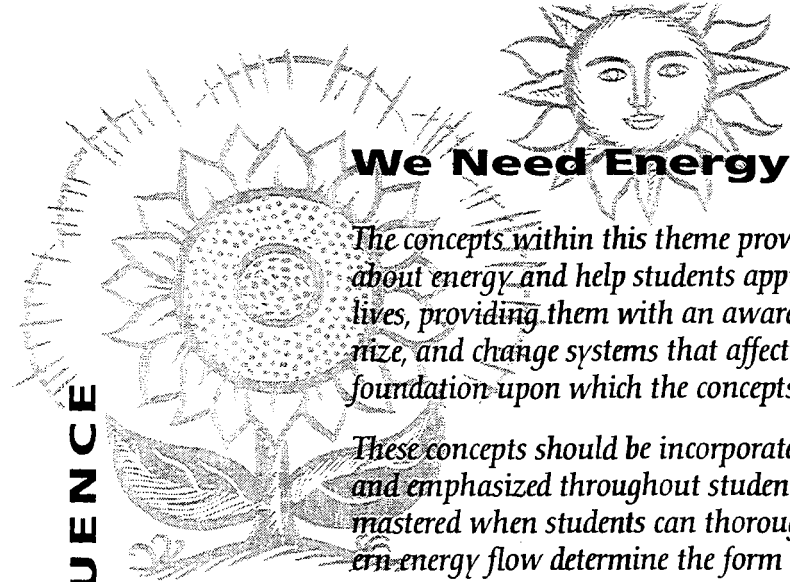 We Need Energy
The concepts within this theme prov
about energy and help students app
lives, providing them with an awar
nize, and change systems that affect
foundation upon which the concepts
These concepts should be incorporate
and emphasized throughout studen
mastered when students can thoroug
ern energy flow determine the form
UENCE